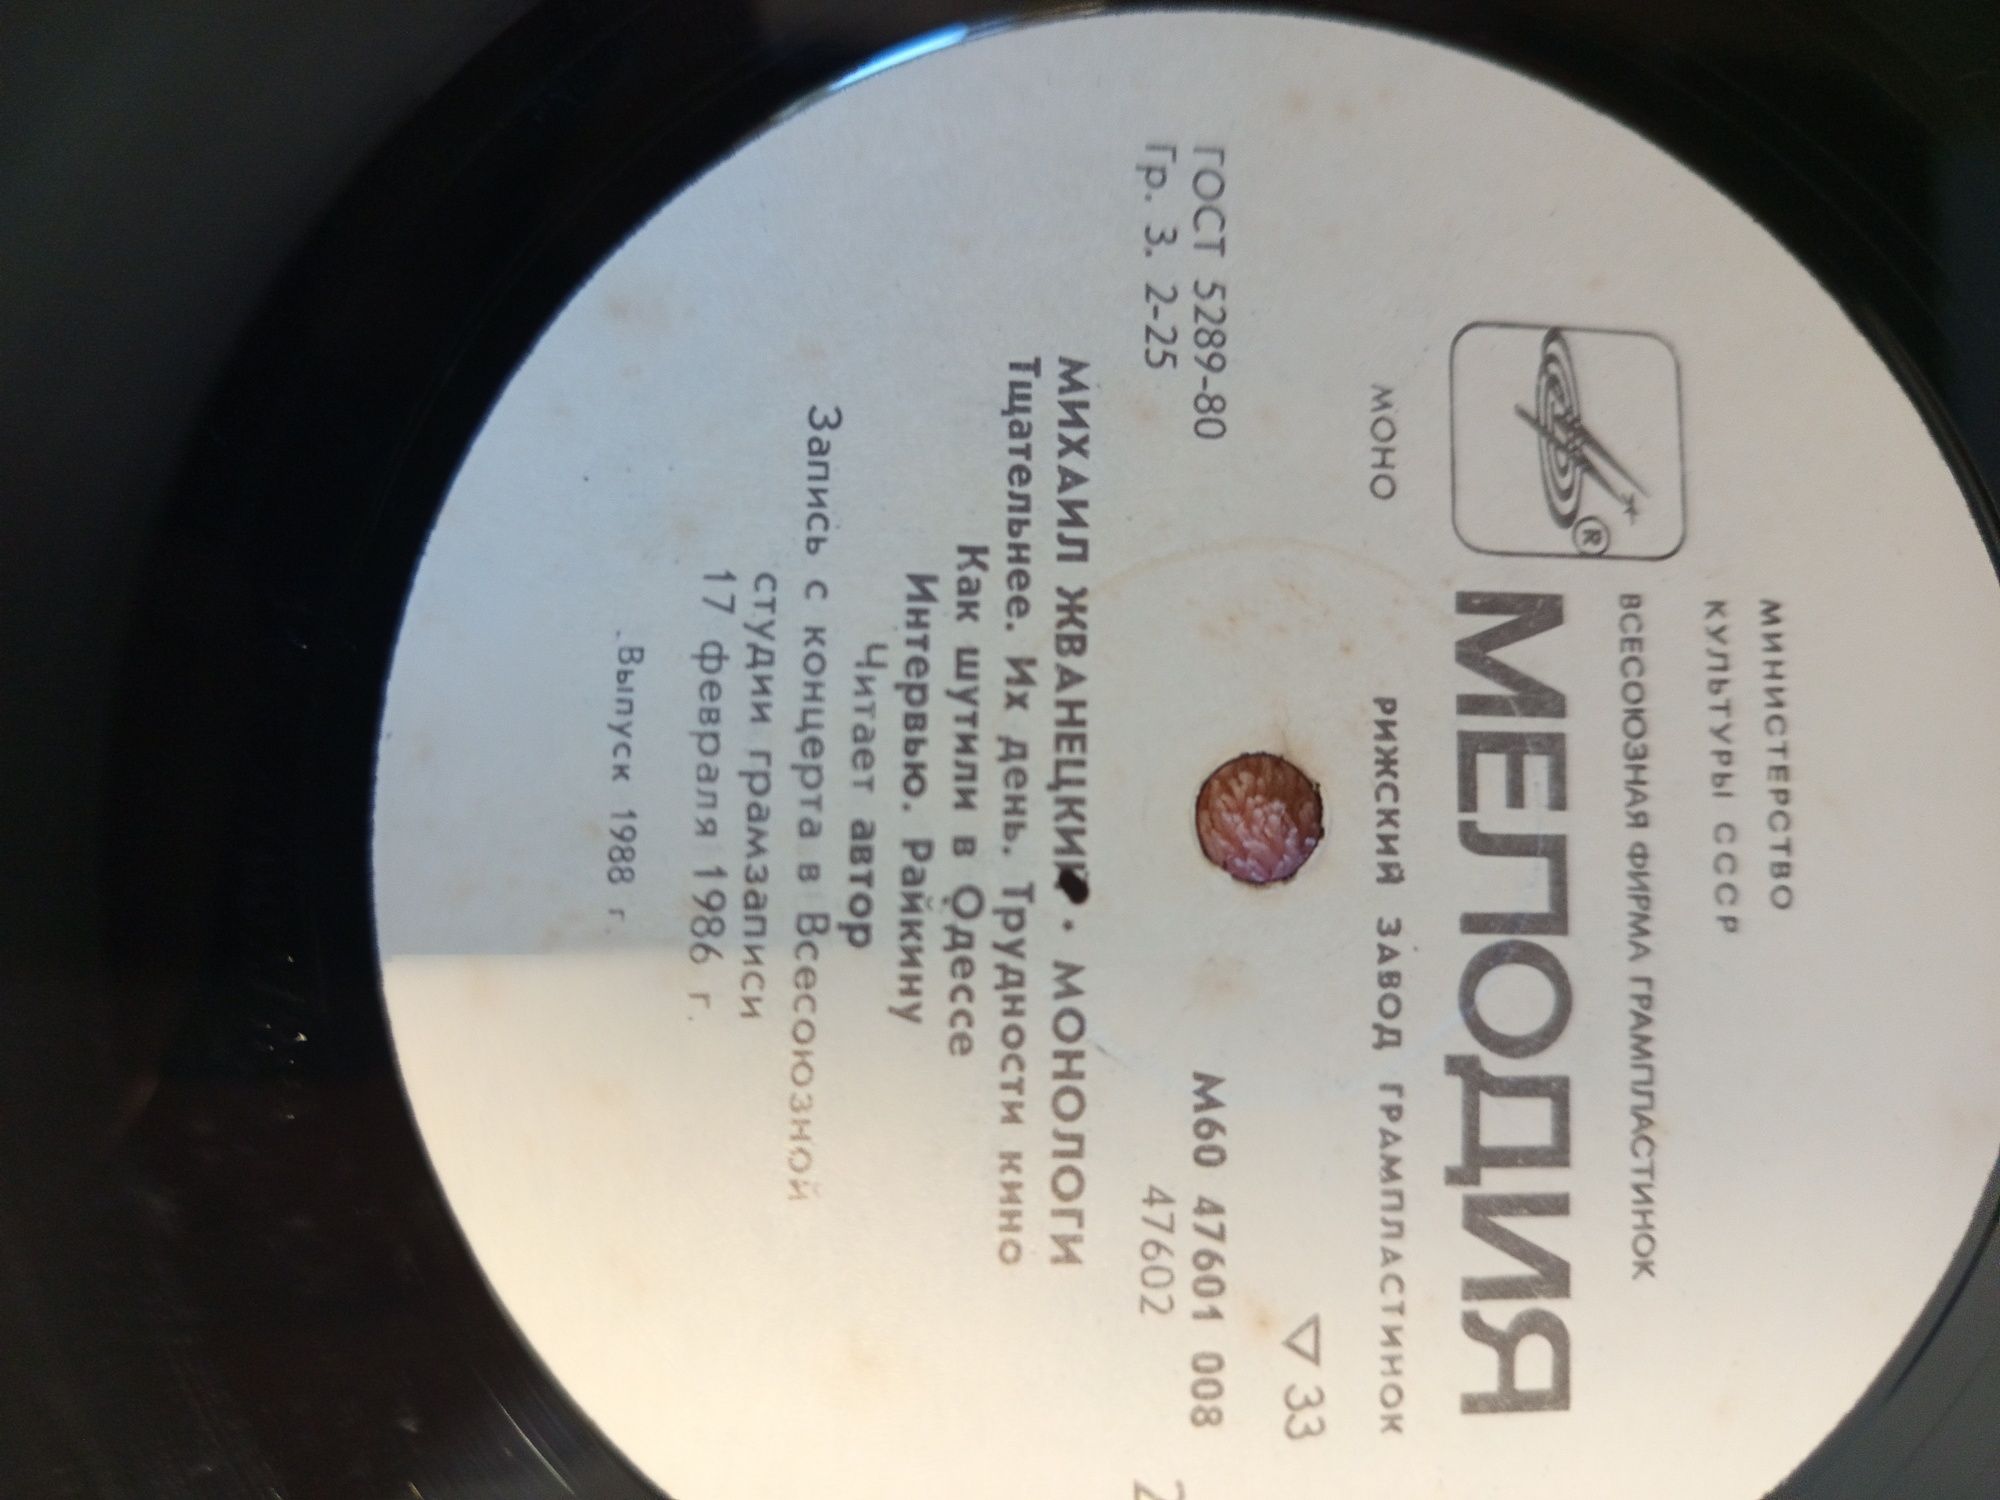 МИНИСТЕРСТВО
КУЛЬТУРЫ СССР
ВСЕСОЮЗНАЯ ФИРМА ГРАМПЛАСТИНОК
® МЕЛОДИЯ
МОНО РИЖСКИЙ ЗАВОД ГРАМПЛАСТИНОК
▽ 33
ГОСТ 5289-80 М60 47601 008
Гр. 3. 2-25 47602 2
МИХАИЛ ЖВАНЕЦКИЙ • МОНОЛОГИ
Тщательнее. Их день. Трудности кино
Как шутили в Одессе
Интервью. Райкину
Читает автор
Запись с концерта в Всесоюзной
студии грамзаписи
17 февраля 1986 г.
Выпуск 1988 г.